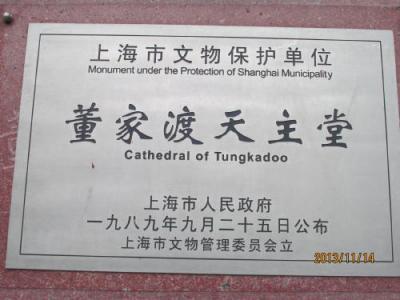 上海市文物保护单位
Monument under the Protection of Shanghai Municipality
董家渡天主堂
Cathedral of Tungkadoo
上海市人民政府
一九八九年九月二十五日公布
上海市文物管理委员会立
2013/11/14